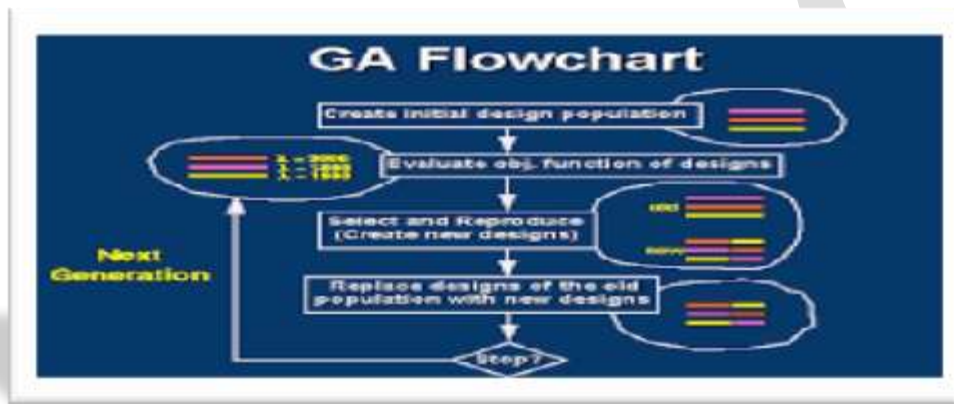 GA Flowchart
Create initial design population
Evaluate obj. function of designs
Select and Reproduce
(Create new designs)
old
new
Next
Generation
Replace designs of the old
population with new designs
Stop?